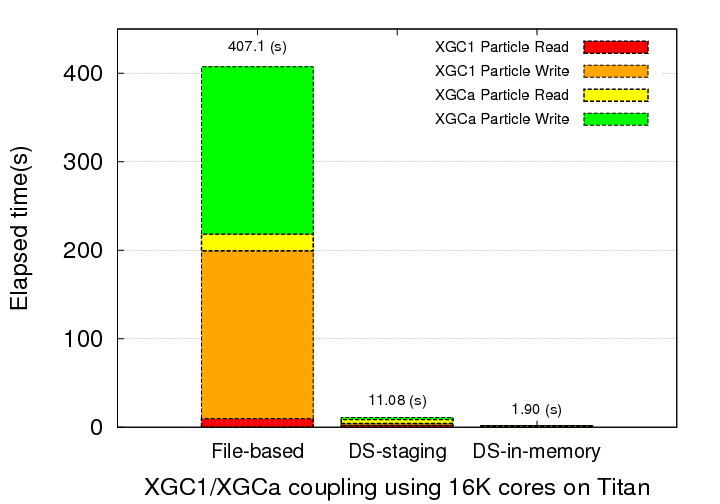 407.1 (s)
XGC1 Particle Read
XGC1 Particle Write
XGCa Particle Read
XGCa Particle Write
400
300
200
100
0
Elapsed time(s)
11.08 (s)
1.90 (s)
File-based
DS-staging
DS-in-memory
XGC1/XGCa coupling using 16K cores on Titan